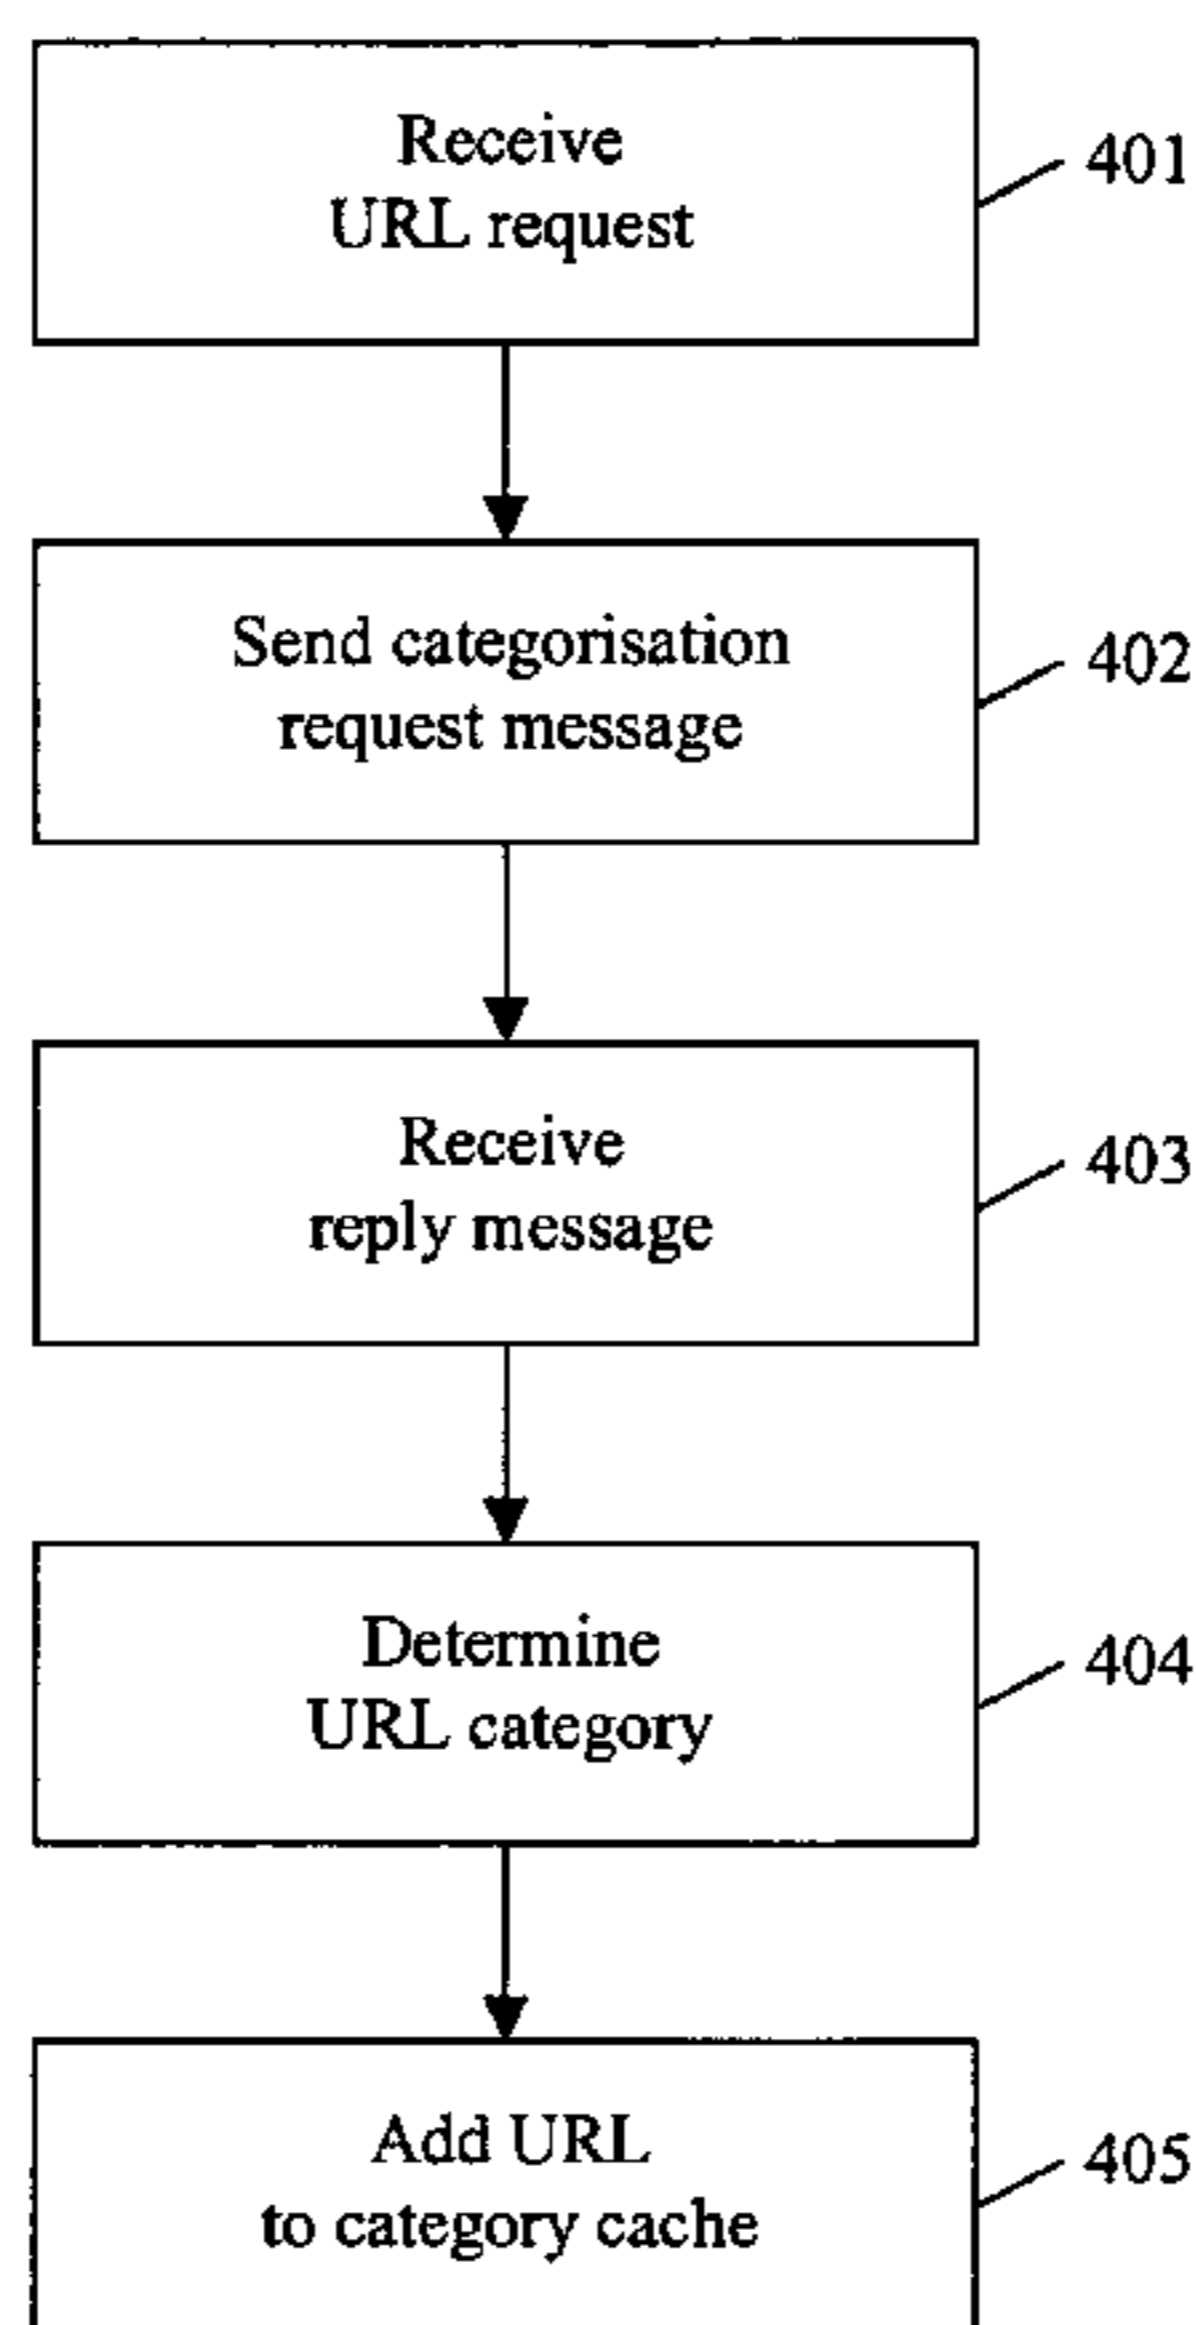 Receive
URL request
401
Send categorisation
request message
402
Receive
reply message
403
Determine
URL category
404
Add URL
to category cache
405